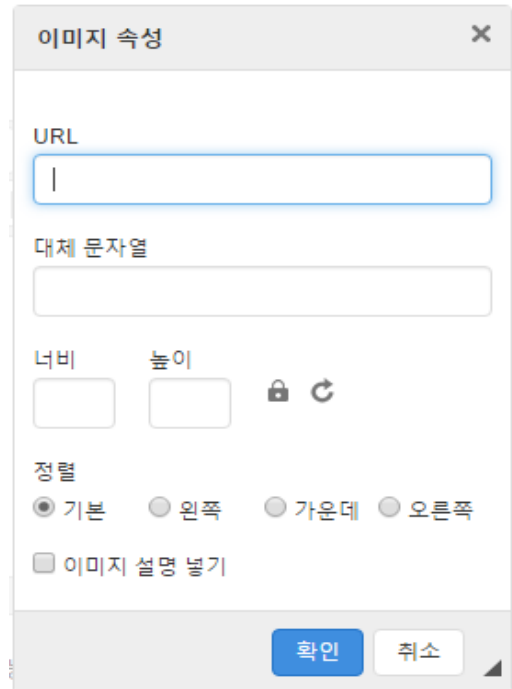 이미지 속성
URL
대체 문자열
너비 높이
정렬
기본 왼쪽 가운데 오른쪽
이미지 설명 넣기
확인 취소